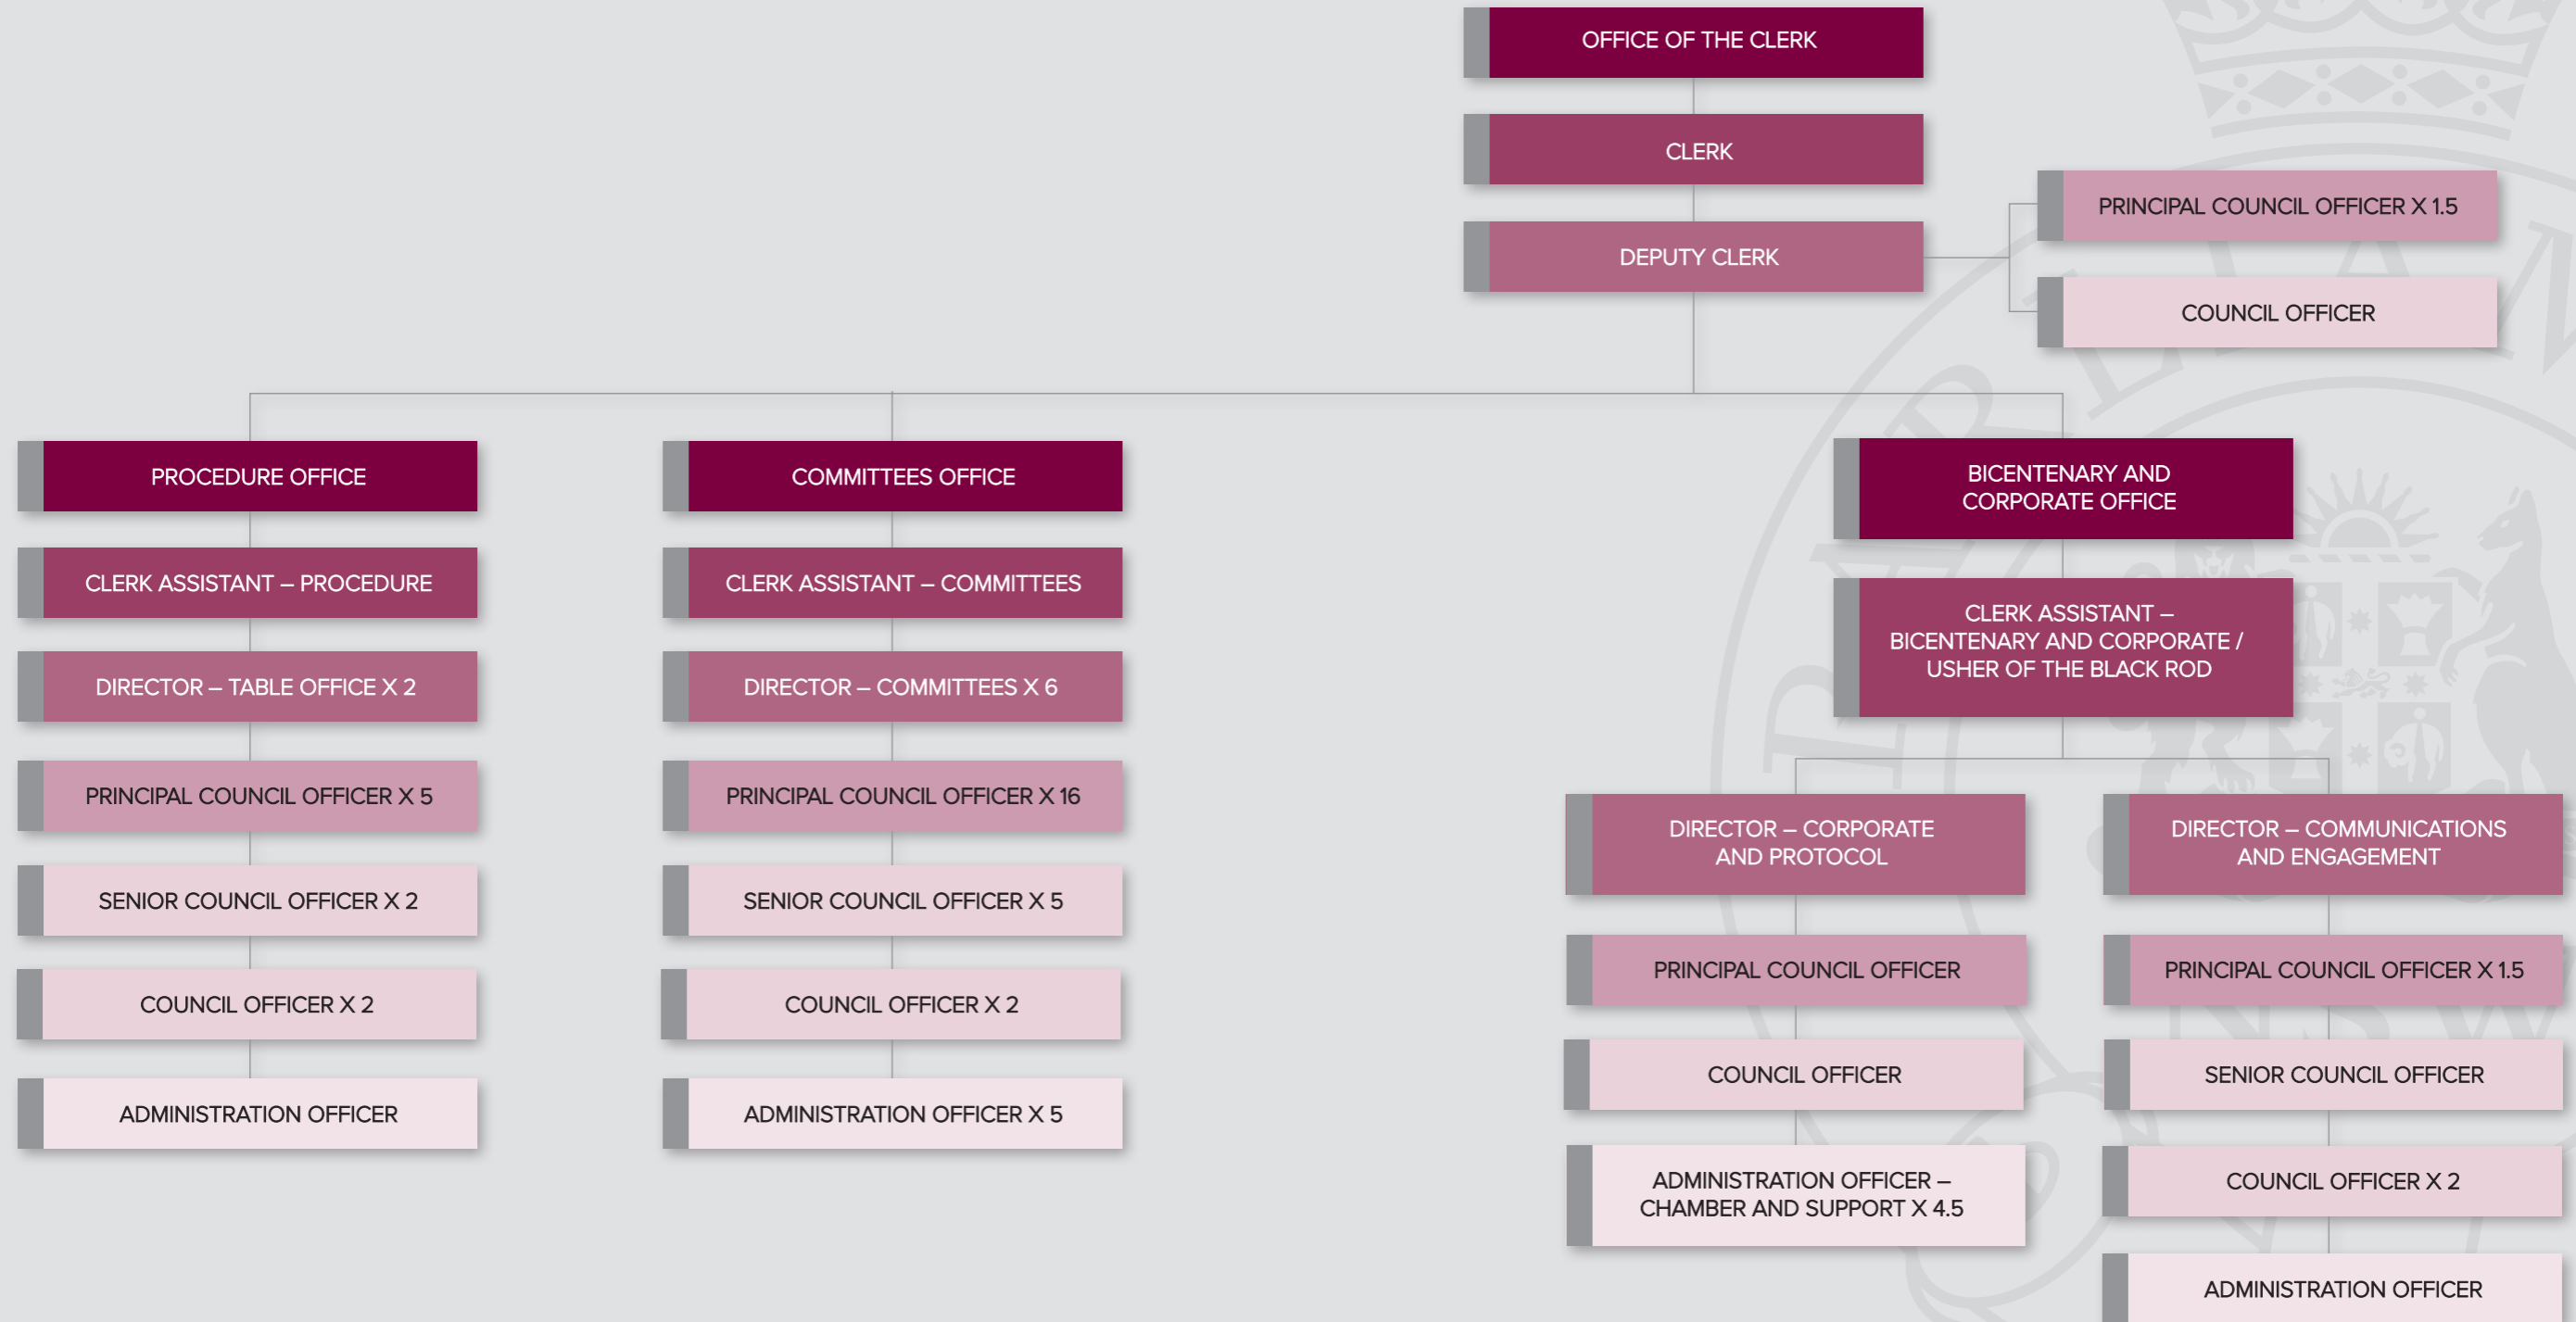 OFFICE OF THE CLERK
CLERK
DEPUTY CLERK
PRINCIPAL COUNCIL OFFICER X 1.5
COUNCIL OFFICER
PROCEDURE OFFICE
CLERK ASSISTANT – PROCEDURE
DIRECTOR – TABLE OFFICE X 2
PRINCIPAL COUNCIL OFFICER X 5
SENIOR COUNCIL OFFICER X 2
COUNCIL OFFICER X 2
ADMINISTRATION OFFICER
COMMITTEES OFFICE
CLERK ASSISTANT – COMMITTEES
DIRECTOR – COMMITTEES X 6
PRINCIPAL COUNCIL OFFICER X 16
SENIOR COUNCIL OFFICER X 5
COUNCIL OFFICER X 2
ADMINISTRATION OFFICER X 5
BICENTENARY AND
CORPORATE OFFICE
CLERK ASSISTANT –
BICENTENARY AND CORPORATE /
USHER OF THE BLACK ROD
DIRECTOR – CORPORATE
AND PROTOCOL
PRINCIPAL COUNCIL OFFICER
COUNCIL OFFICER
ADMINISTRATION OFFICER –
CHAMBER AND SUPPORT X 4.5
DIRECTOR – COMMUNICATIONS
AND ENGAGEMENT
PRINCIPAL COUNCIL OFFICER X 1.5
SENIOR COUNCIL OFFICER
COUNCIL OFFICER X 2
ADMINISTRATION OFFICER
NSW